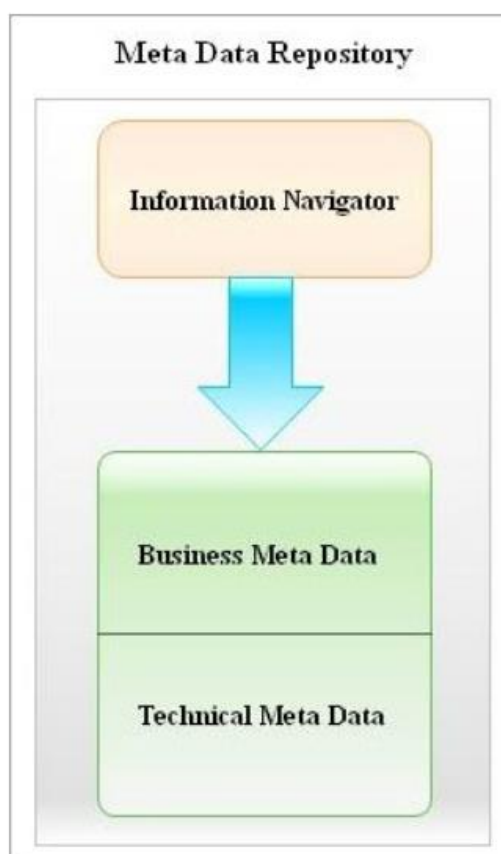 Meta Data Repository
Information Navigator
Business Meta Data
Technical Meta Data